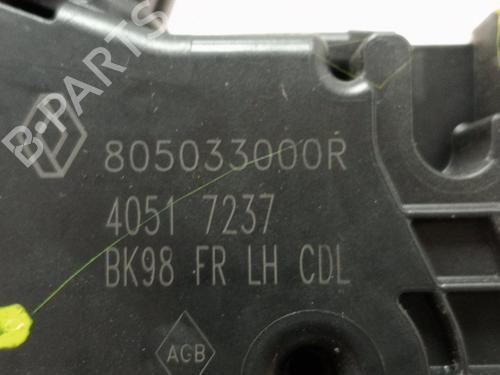 805033000R
4051 7237
BK98 FR LH CDL
AGB
B-PARTS